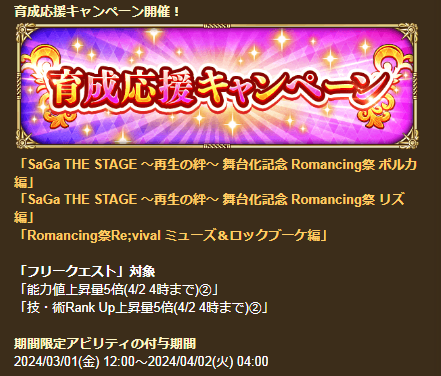 育成応援キャンペーン開催！
育成応援キャンペーン
「SaGa THE STAGE ～再生の絆～ 舞台化記念 Romancing祭 ポルカ
編」
「SaGa THE STAGE ～再生の絆～ 舞台化記念 Romancing祭 リズ
編」
「Romancing祭Re;vival ミューズ＆ロックブーケ編」
「フリークエスト」対象
「能力値上昇量5倍(4/2 4時まで)②」
「技・術Rank Up上昇量5倍(4/2 4時まで)②」
期間限定アビリティの付与期間
2024/03/01(金) 12:00～2024/04/02(火) 04:00